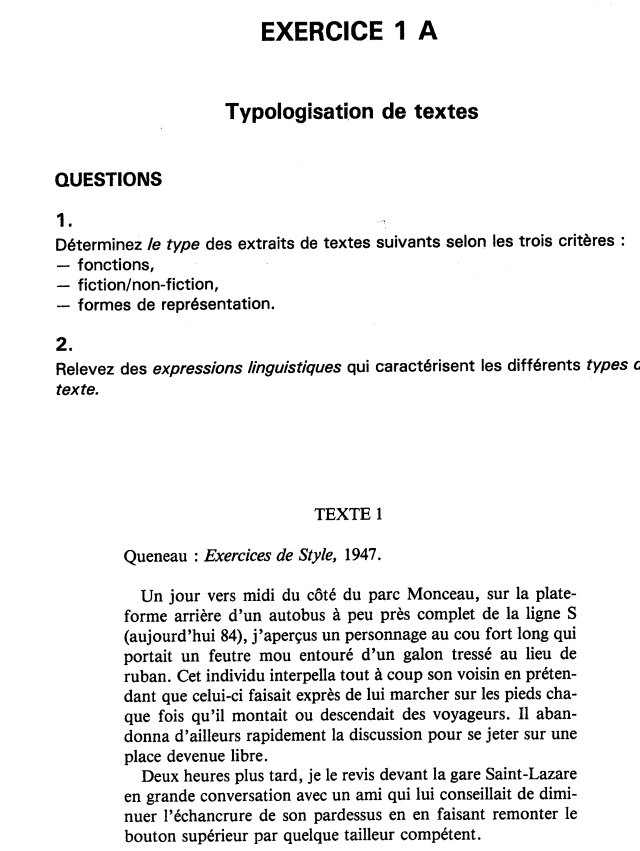 EXERCICE 1 A
Typologisation de textes
QUESTIONS
1.
Déterminez le type des extraits de textes suivants selon les trois critères :
— fonctions,
— fiction/non-fiction,
— formes de représentation.
2.
Relevez des expressions linguistiques qui caractérisent les différents types
texte.
TEXTE 1
Queneau : Exercices de Style, 1947.
Un jour vers midi du côté du parc Monceau, sur la plate-
forme arrière d'un autobus à peu près complet de la ligne S
(aujourd'hui 84), j'aperçus un personnage au cou fort long qui
portait un feutre mou entouré d'un galon tressé au lieu de
ruban. Cet individu interpella tout à coup son voisin en préten-
dant que celui-ci faisait exprès de lui marcher sur les pieds cha-
que fois qu'il montait ou descendait des voyageurs. Il aban-
donna d'ailleurs rapidement la discussion pour se jeter sur une
place devenue libre.
Deux heures plus tard, je le revis devant la gare Saint-Lazare
en grande conversation avec un ami qui lui conseillait de dimi-
nuer l'échancrure de son pardessus en en faisant remonter le
bouton supérieur par quelque tailleur compétent.